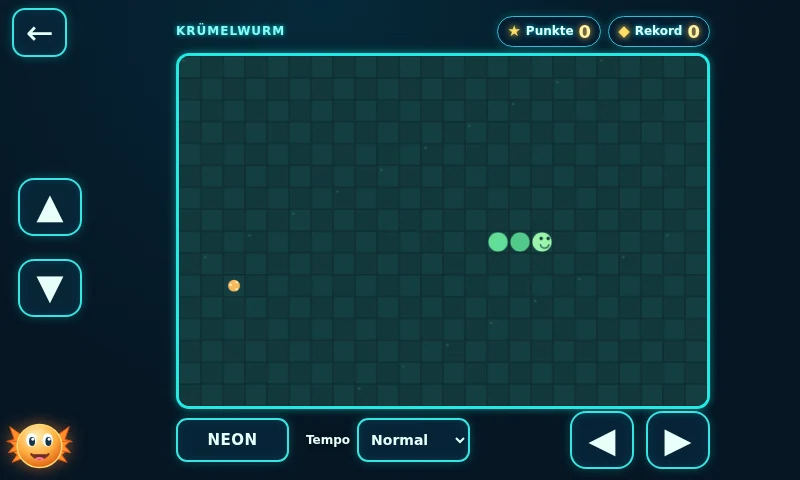 KRÜMELWURM
Punkte 0
Rekord 0
NEON
Tempo
Normal